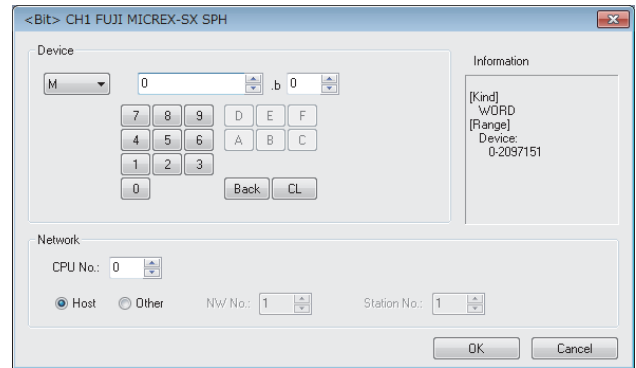 <Bit> CH1 FUJI MICREX-SX SPH
Device
M 0 .b 0
7 8 9 D E F
4 5 6 A B C
1 2 3
0 Back CL
Information
[Kind]
WORD
[Range]
Device:
0-2097151
Network
CPU No.: 0
Host Other NW No.: 1 Station No.: 1
OK Cancel